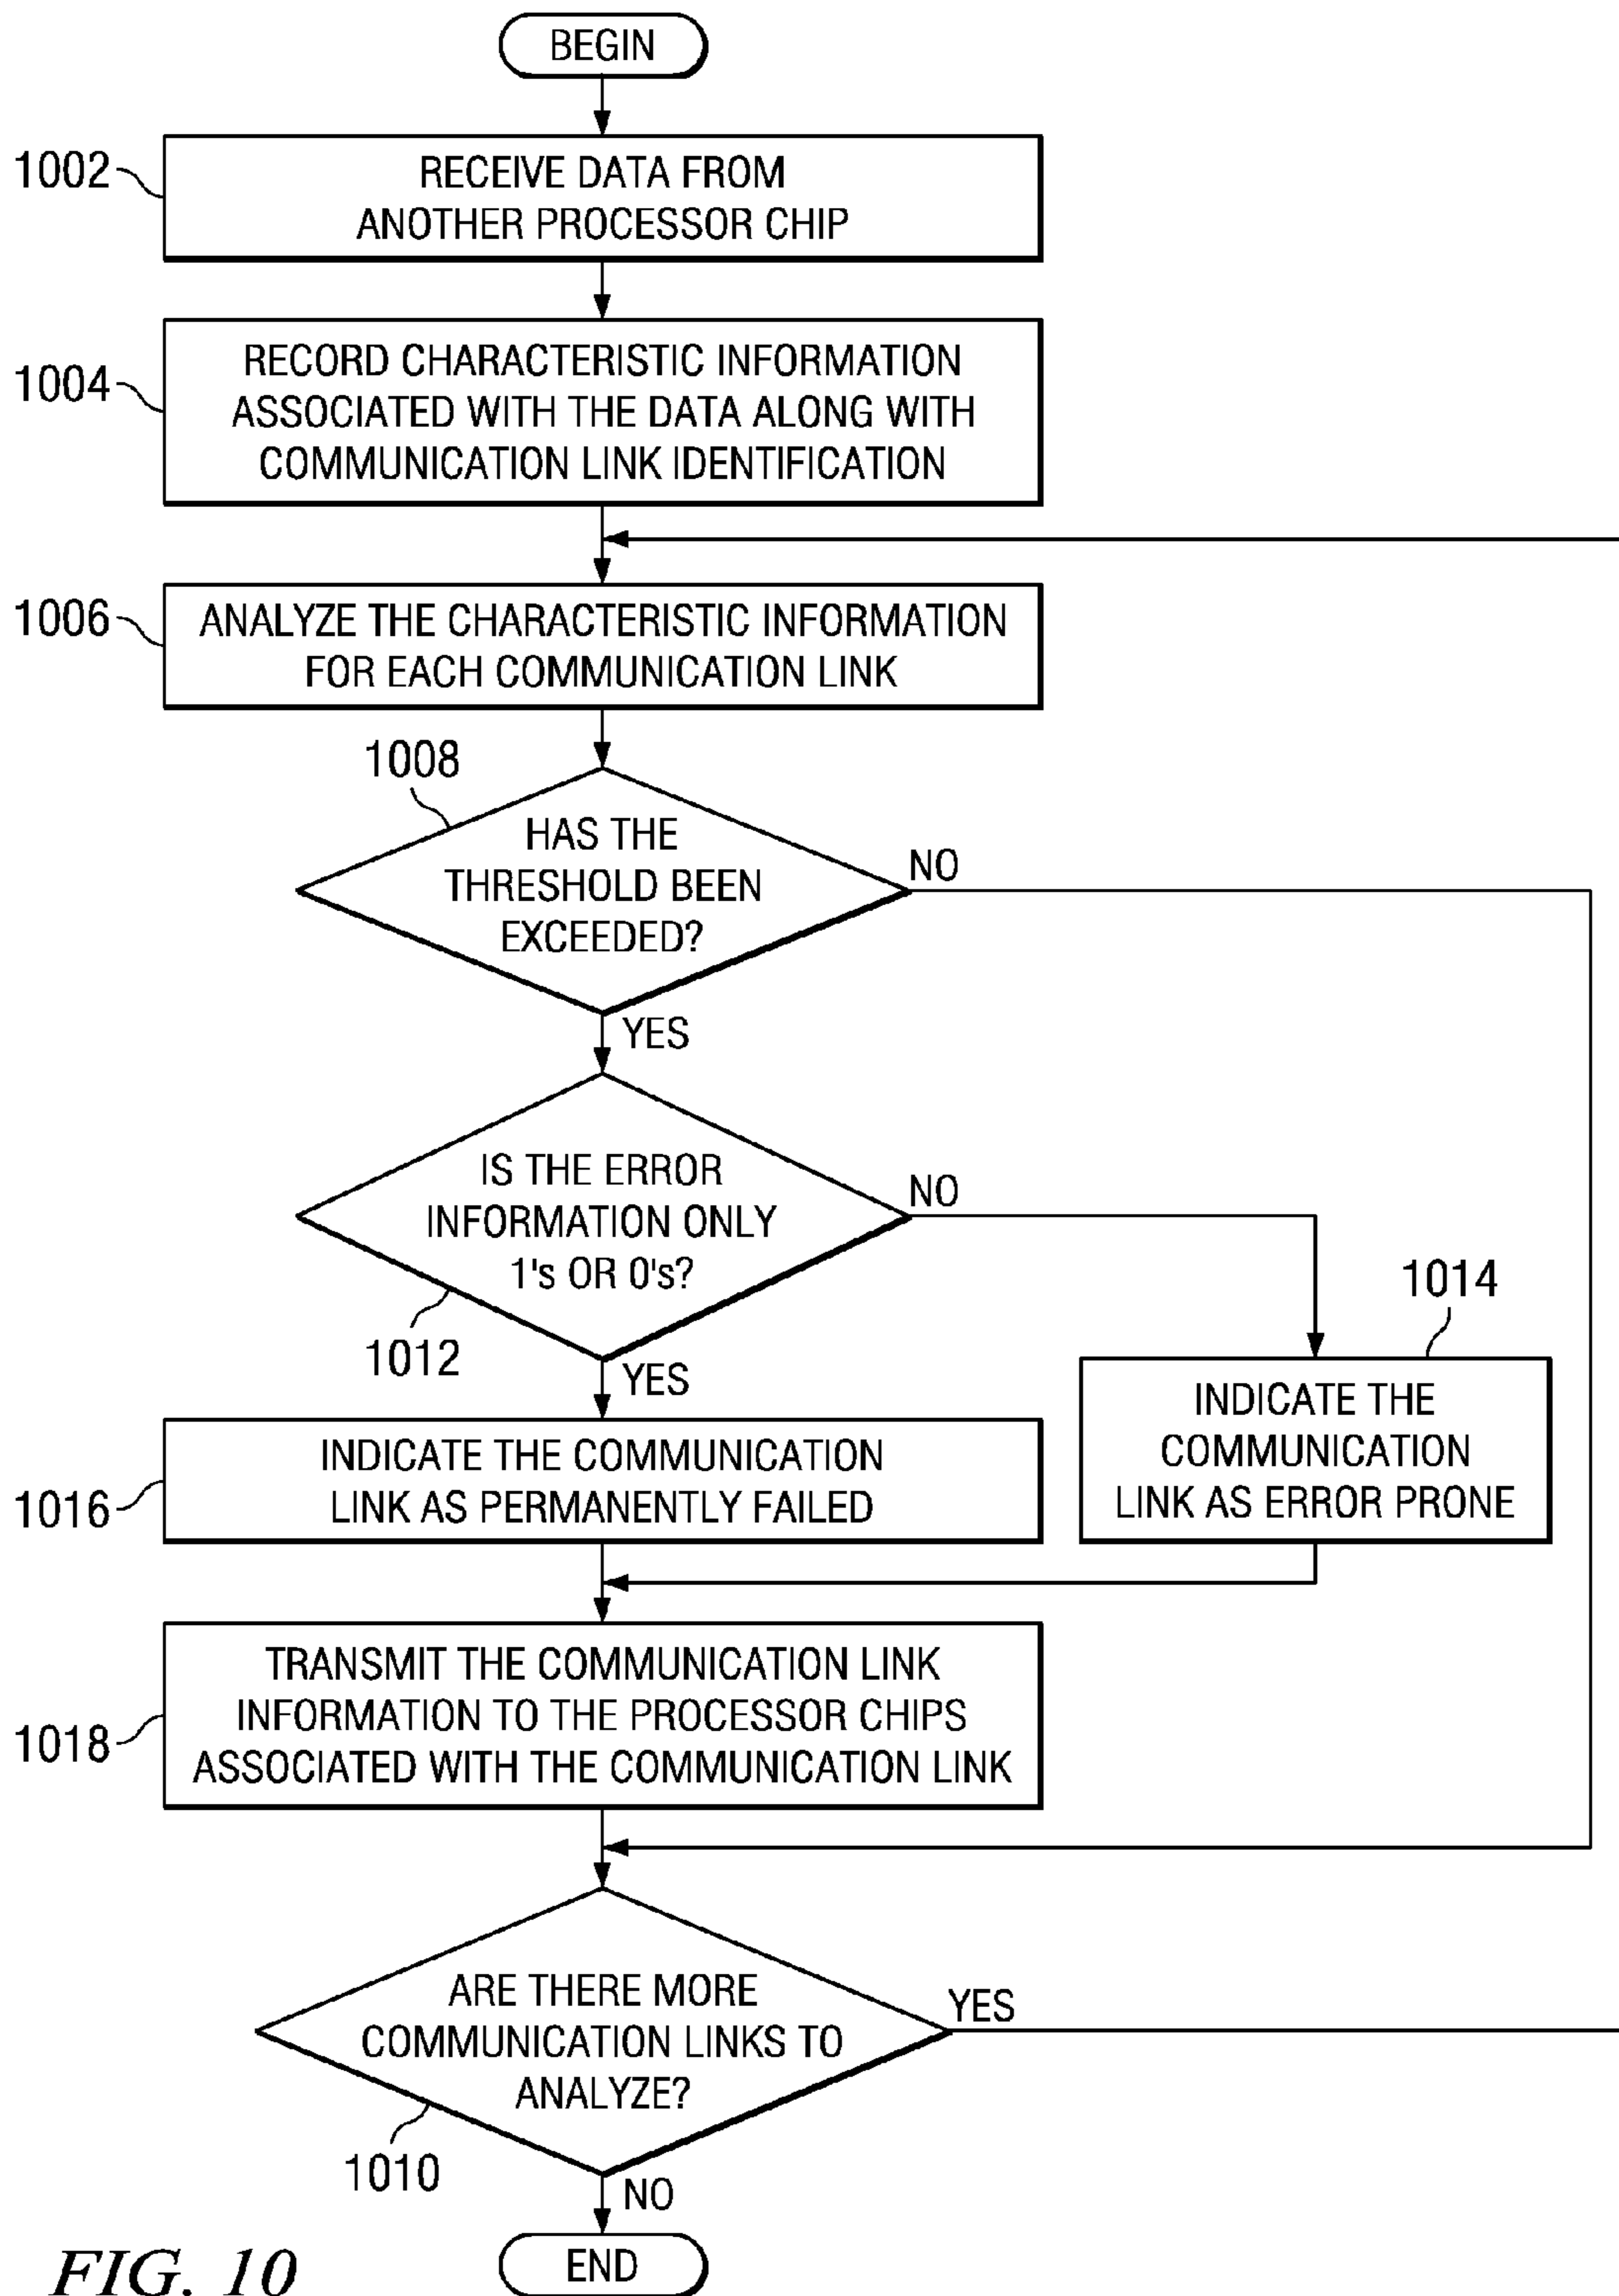 BEGIN
1002
RECEIVE DATA FROM
ANOTHER PROCESSOR CHIP
1004
RECORD CHARACTERISTIC INFORMATION
ASSOCIATED WITH THE DATA ALONG WITH
COMMUNICATION LINK IDENTIFICATION
1006
ANALYZE THE CHARACTERISTIC INFORMATION
FOR EACH COMMUNICATION LINK
1008
HAS THE
THRESHOLD BEEN
EXCEEDED?
NO
YES
IS THE ERROR
INFORMATION ONLY
1's OR 0's?
NO
1012
YES
1014
INDICATE THE
COMMUNICATION
LINK AS ERROR PRONE
1016
INDICATE THE COMMUNICATION
LINK AS PERMANENTLY FAILED
1018
TRANSMIT THE COMMUNICATION LINK
INFORMATION TO THE PROCESSOR CHIPS
ASSOCIATED WITH THE COMMUNICATION LINK
ARE THERE MORE
COMMUNICATION LINKS TO
ANALYZE?
YES
1010
NO
END
FIG. 10